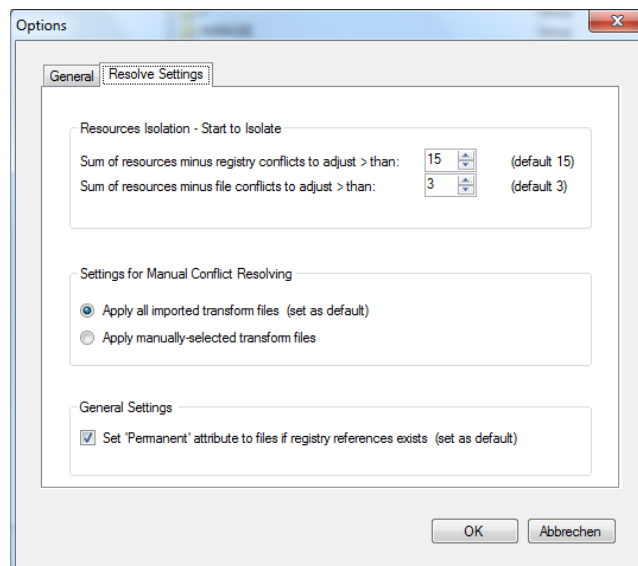 Options
General
Resolve Settings
Resources Isolation - Start to Isolate
Sum of resources minus registry conflicts to adjust > than: 15 (default 15)
Sum of resources minus file conflicts to adjust > than: 3 (default 3)
Settings for Manual Conflict Resolving
Apply all imported transform files (set as default)
Apply manually-selected transform files
General Settings
Set 'Permanent' attribute to files if registry references exists (set as default)
OK
Abbrechen